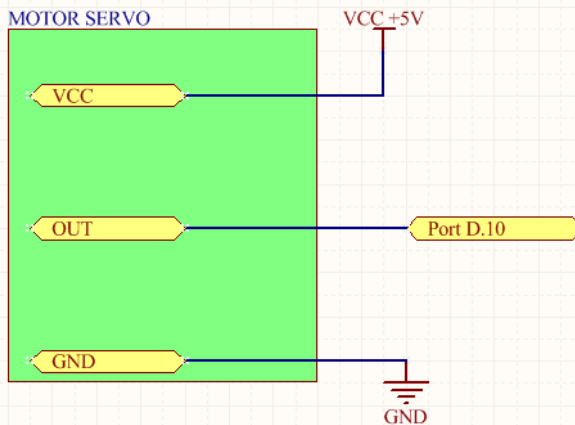 MOTOR SERVO
VCC +5V
VCC
OUT
Port D.10
GND
GND